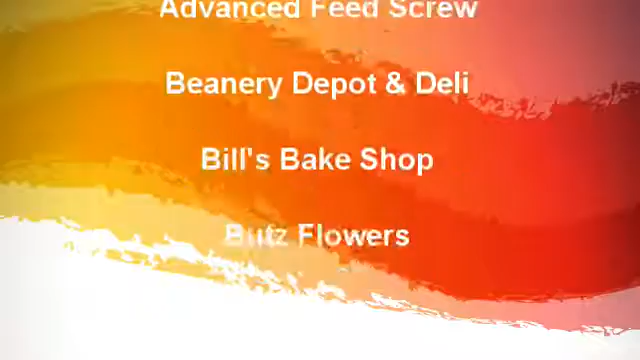 Advanced Feed Screw
Beanery Depot & Deli
Bill's Bake Shop
Butz Flowers